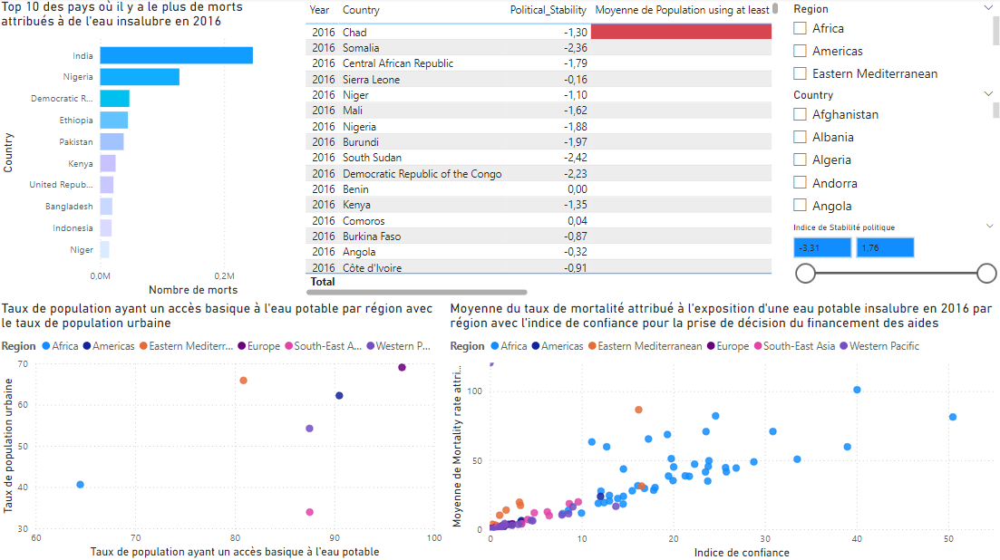 Top 10 des pays où il y a le plus de morts
attribués à de l'eau insalubre en 2016
Country
India
Nigeria
Democratic R...
Ethiopia
Pakistan
Kenya
United Repub...
Bangladesh
Indonesia
Niger
0,0M 0,2M
Nombre de morts
Year Country Political_Stability Moyenne de Population using at least
2016 Chad -1,30
2016 Somalia -2,36
2016 Central African Republic -1,79
2016 Sierra Leone -0,16
2016 Niger -1,10
2016 Mali -1,62
2016 Nigeria -1,88
2016 Burundi -1,97
2016 South Sudan -2,42
2016 Democratic Republic of the Congo -2,23
2016 Benin 0,00
2016 Kenya -1,35
2016 Comoros 0,04
2016 Burkina Faso -0,87
2016 Angola -0,32
2016 Côte d'Ivoire -0,91
Total
Region
Africa
Americas
Eastern Mediterranean
Country
Afghanistan
Albania
Algeria
Andorra
Angola
Indice de Stabilité politique
-3,31 1,76
Taux de population ayant un accès basique à l'eau potable par région avec
le taux de population urbaine
Region Africa Americas Eastern Mediterr... Europe South-East A... Western P...
Taux de population urbaine
70
60
50
40
30
60 70 80 90 100
Taux de population ayant un accès basique à l'eau potable
Moyenne du taux de mortalité attribué à l'exposition d'une eau potable insalubre en 2016 par
région avec l'indice de confiance pour la prise de décision du financement des aides
Region Africa Americas Eastern Mediterranean Europe South-East Asia Western Pacific
Moyenne de Mortality rate attri...
100
50
0
0 10 20 30 40 50
Indice de confiance